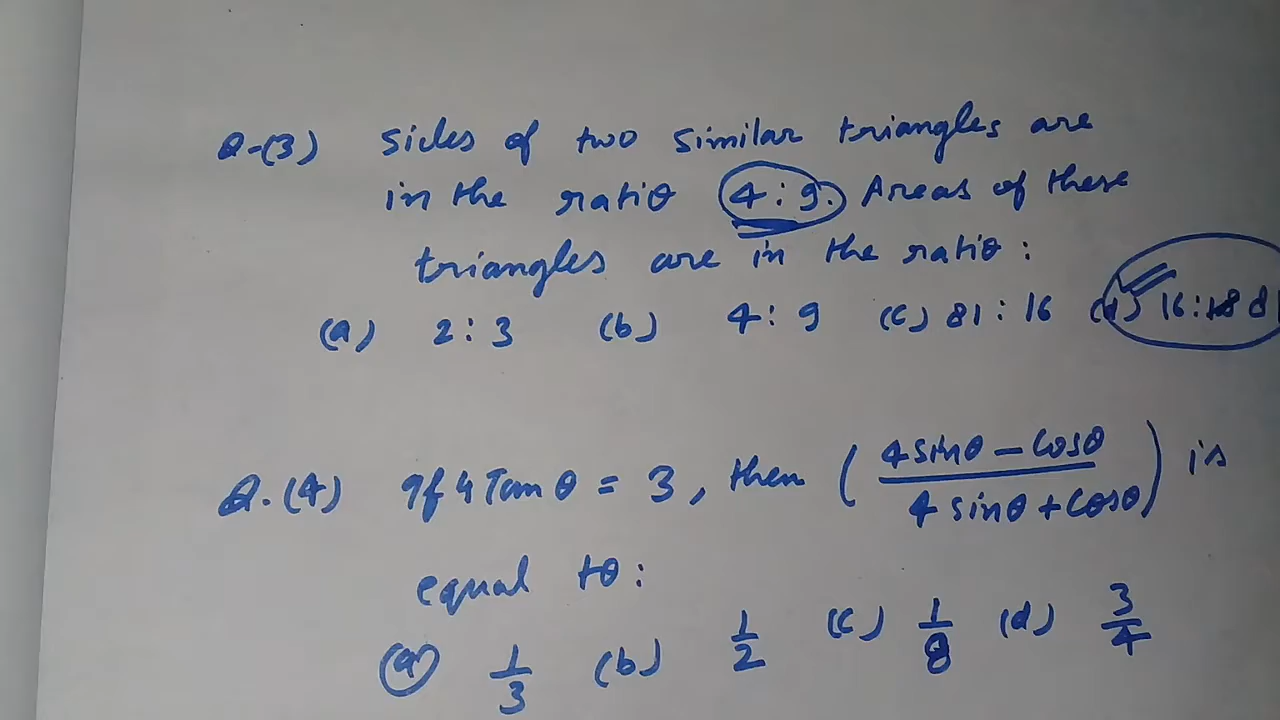 Q-(3) Sides of two similar triangles are
in the ratio 4:9. Areas of these
triangles are in the ratio:
(a) 2:3 (b) 4:9 (c) 81:16 (d) 16:81
Q.(4) If 4 Tan θ = 3, then (4 sinθ – Cosθ / 4 sinθ + Cosθ) is
equal to:
(a) 1/3 (b) 1/2 (c) 1/8 (d) 3/4